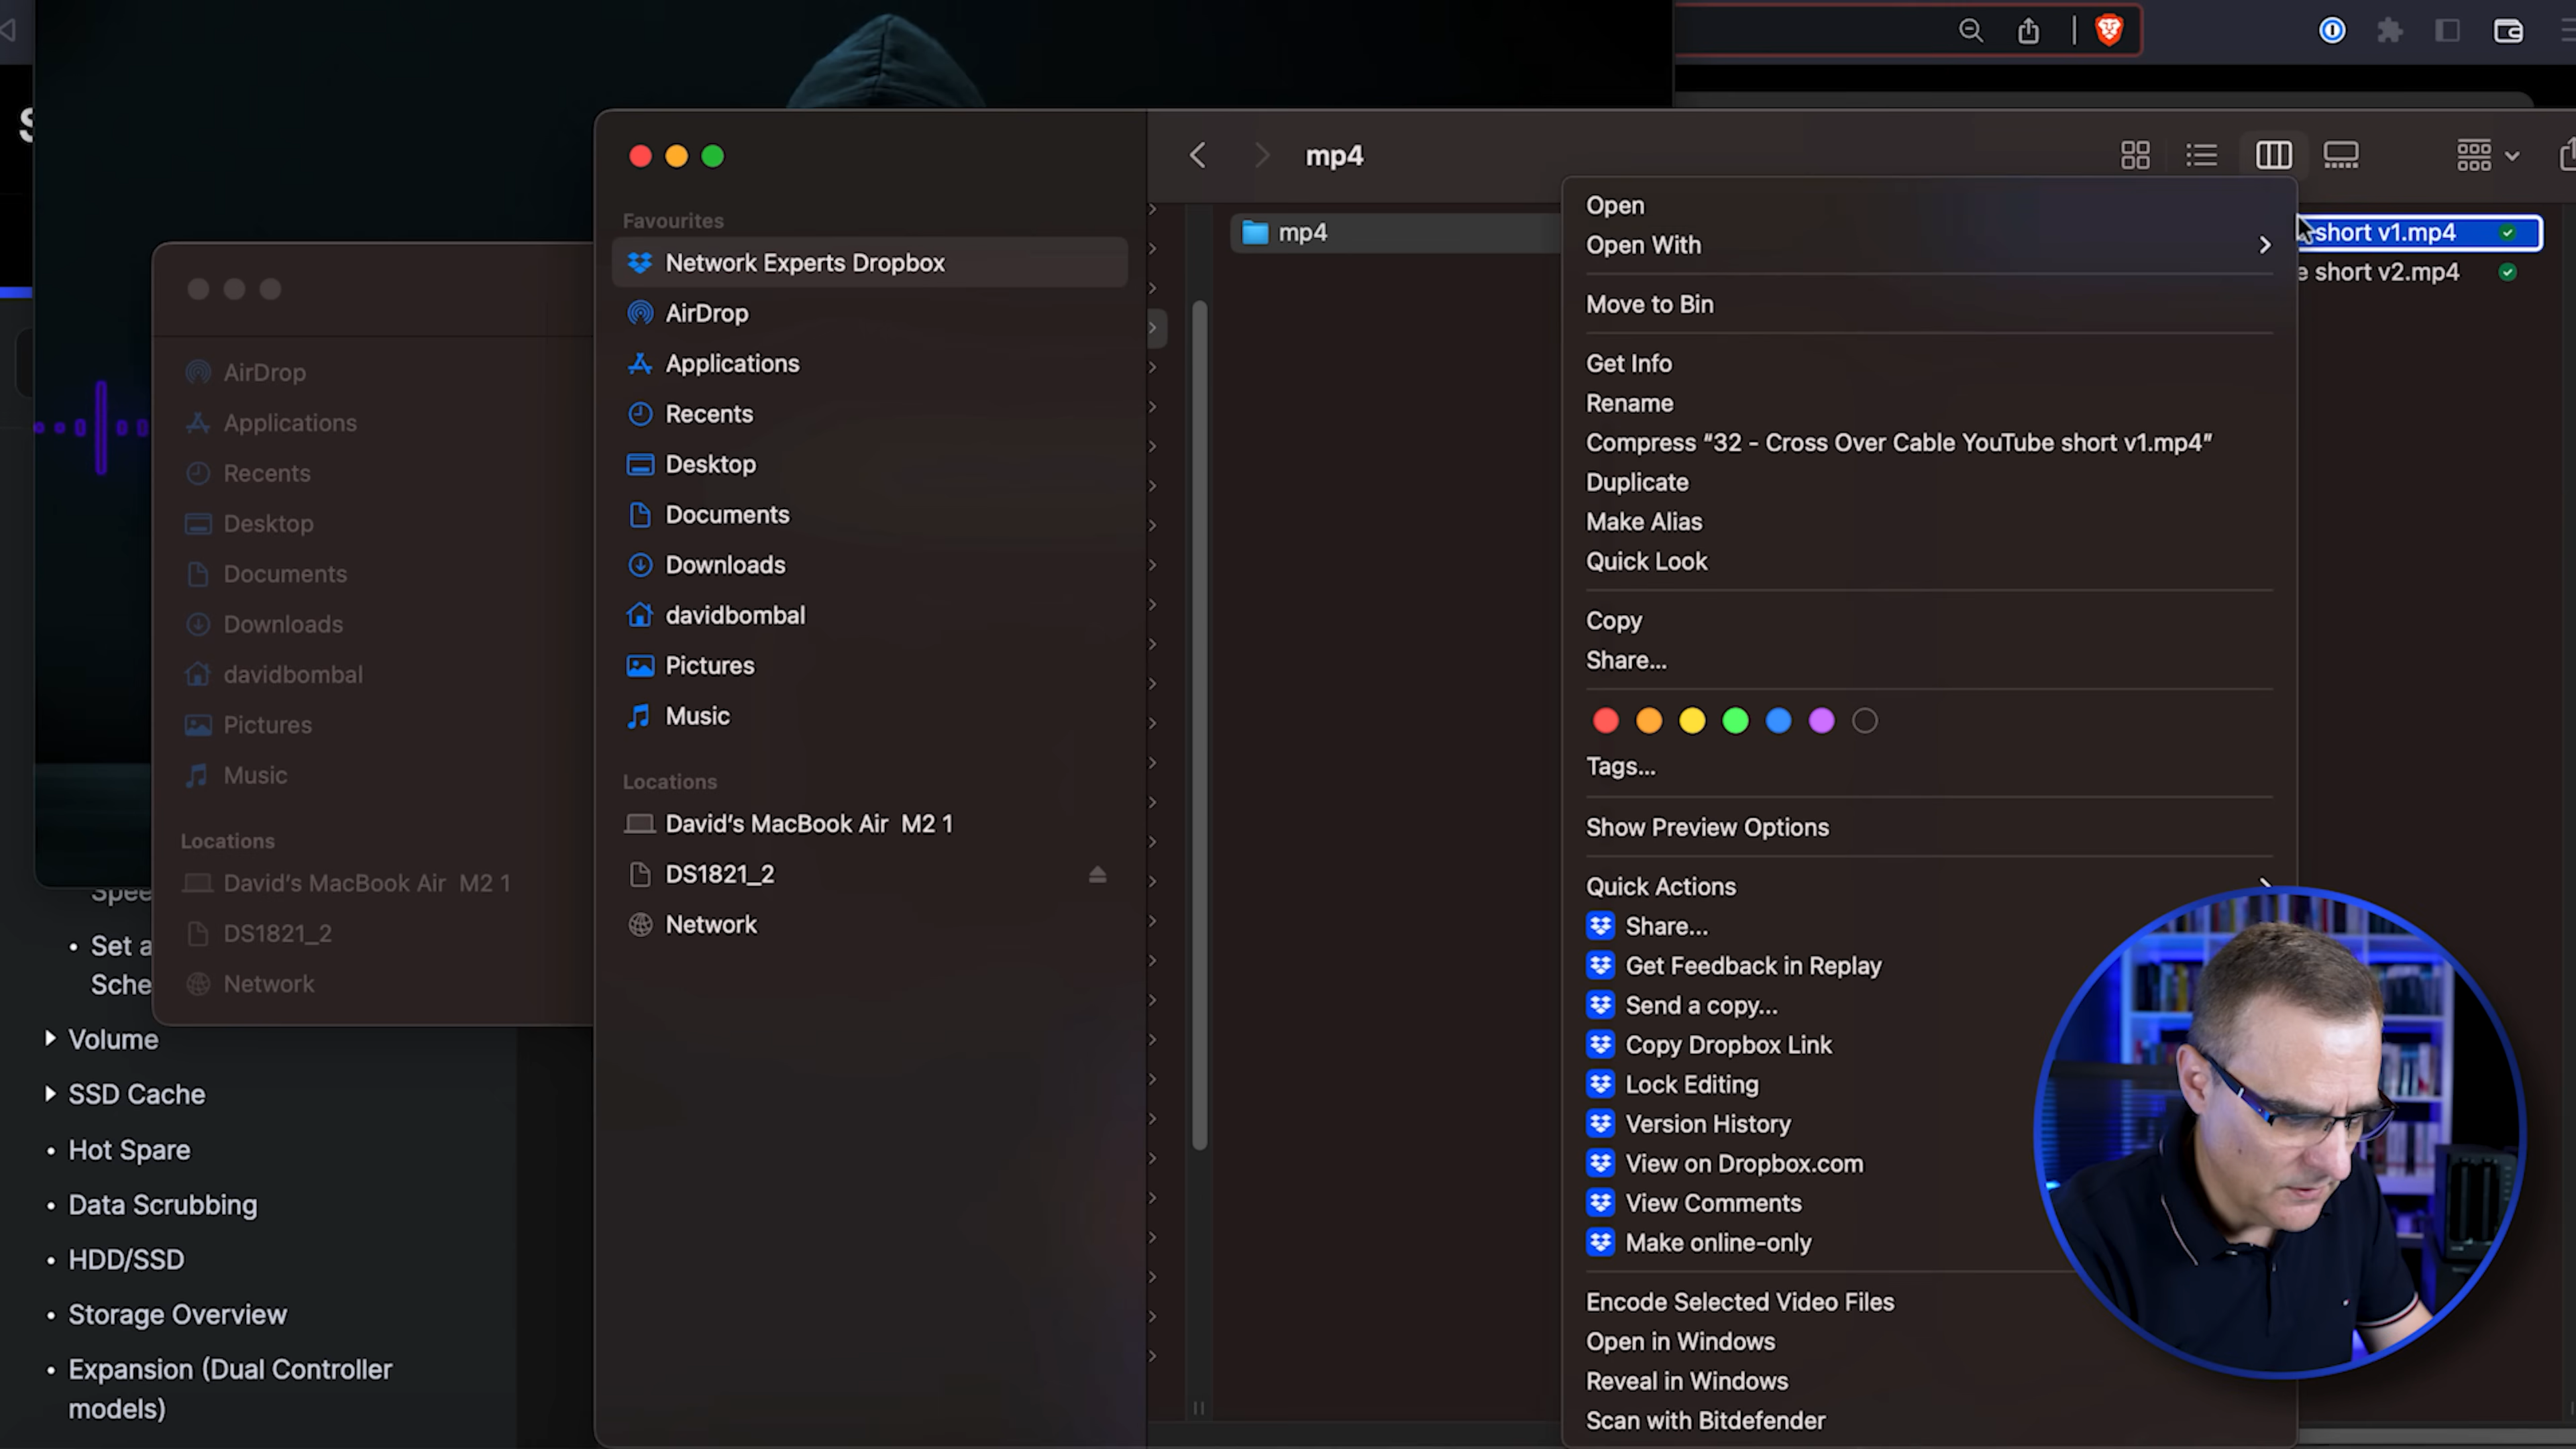 mp4
Favourites
Network Experts Dropbox
AirDrop
Applications
Recents
Desktop
Documents
Downloads
davidbombal
Pictures
Music
Locations
David's MacBook Air M2 1
DS1821_2
Network
AirDrop
Applications
Recents
Desktop
Documents
Downloads
davidbombal
Pictures
Music
Locations
David's MacBook Air M2 1
DS1821_2
Network
Set a
Volume
SSD Cache
Hot Spare
Data Scrubbing
HDD/SSD
Storage Overview
Expansion (Dual Controller
models)
mp4
short v1.mp4
short v2.mp4
Open
Open With
Move to Bin
Get Info
Rename
Compress “32 - Cross Over Cable YouTube short v1.mp4”
Duplicate
Make Alias
Quick Look
Copy
Share...
Tags...
Show Preview Options
Quick Actions
Share...
Get Feedback in Replay
Send a copy...
Copy Dropbox Link
Lock Editing
Version History
View on Dropbox.com
View Comments
Make online-only
Encode Selected Video Files
Open in Windows
Reveal in Windows
Scan with Bitdefender